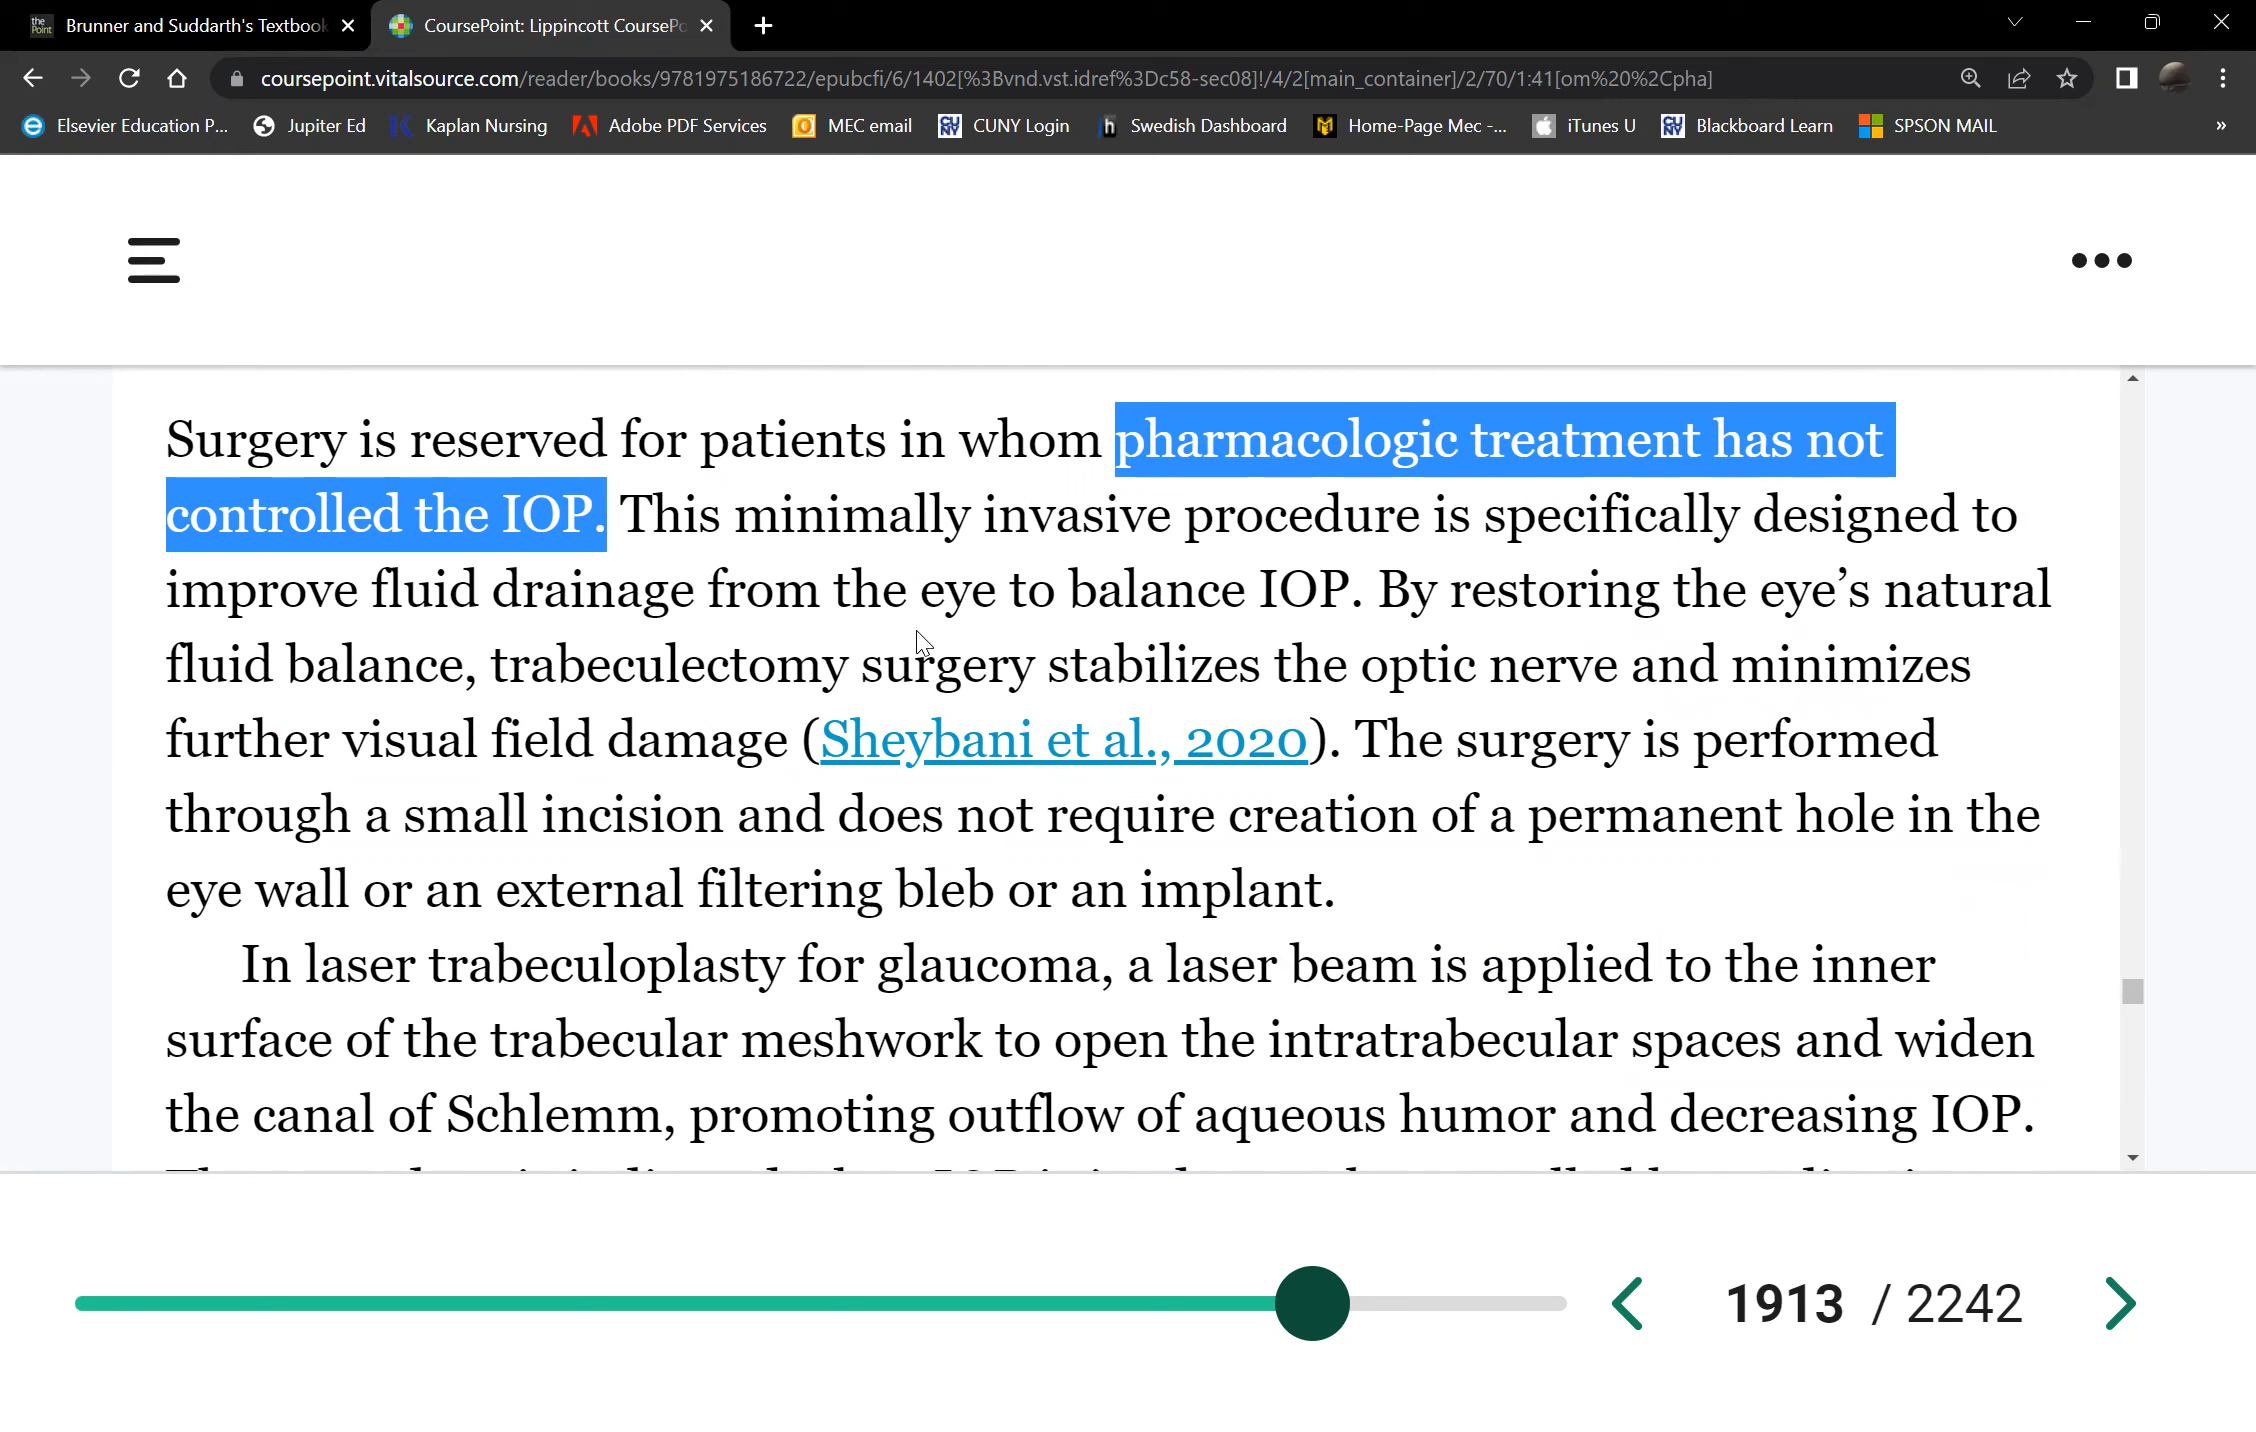 the Point
Brunner and Suddarth's Textbook
CoursePoint: Lippincott CoursePo
coursepoint.vitalsource.com/reader/books/9781975186722/epubcfi/6/1402[%3Bvnd.vst.idref%3Dc58-sec08]!/4/2[main_container]/2/70/1:41[om%20%2Cpha]
Elsevier Education P... Jupiter Ed Kaplan Nursing Adobe PDF Services MEC email CUNY Login Swedish Dashboard Home-Page Mec -... iTunes U Blackboard Learn SPSON MAIL »
Surgery is reserved for patients in whom pharmacologic treatment has not
controlled the IOP. This minimally invasive procedure is specifically designed to
improve fluid drainage from the eye to balance IOP. By restoring the eye’s natural
fluid balance, trabeculectomy surgery stabilizes the optic nerve and minimizes
further visual field damage (Sheybani et al., 2020). The surgery is performed
through a small incision and does not require creation of a permanent hole in the
eye wall or an external filtering bleb or an implant.
In laser trabeculoplasty for glaucoma, a laser beam is applied to the inner
surface of the trabecular meshwork to open the intratrabecular spaces and widen
the canal of Schlemm, promoting outflow of aqueous humor and decreasing IOP.
1913 / 2242